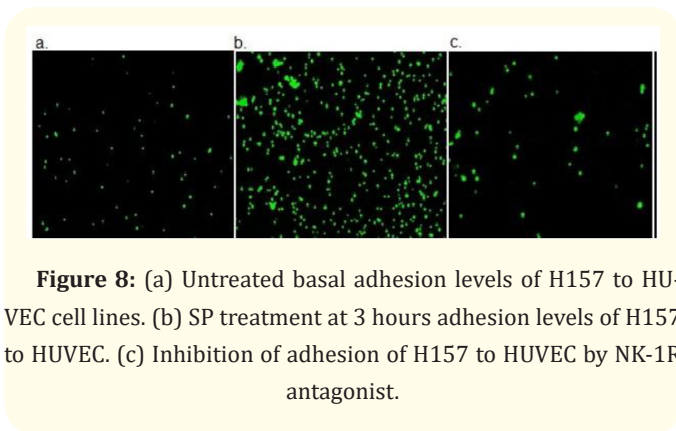 a. b. c.
Figure 8: (a) Untreated basal adhesion levels of H157 to HU-
VEC cell lines. (b) SP treatment at 3 hours adhesion levels of H157
to HUVEC. (c) Inhibition of adhesion of H157 to HUVEC by NK-1R
antagonist.